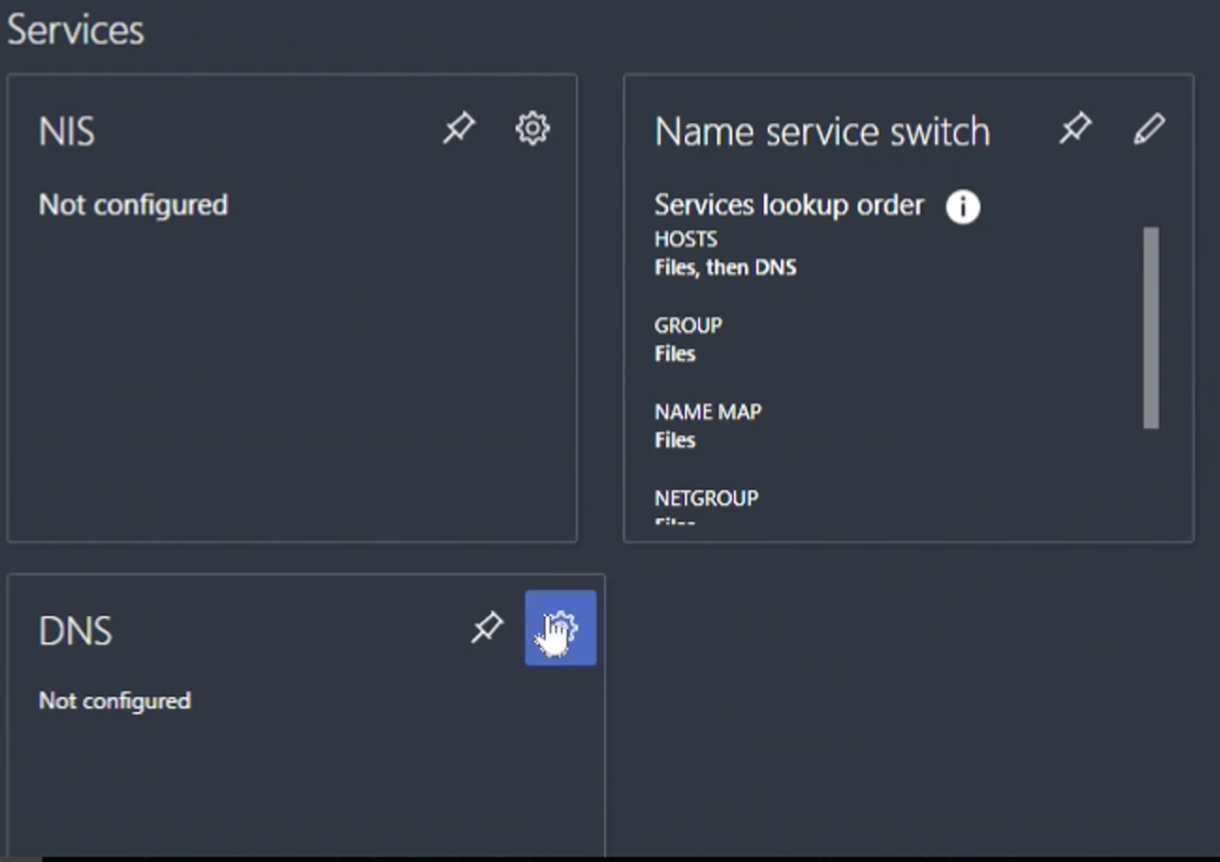 Services
NIS
Not configured
Name service switch
Services lookup order
HOSTS
Files, then DNS
GROUP
Files
NAME MAP
Files
NETGROUP
DNS
Not configured